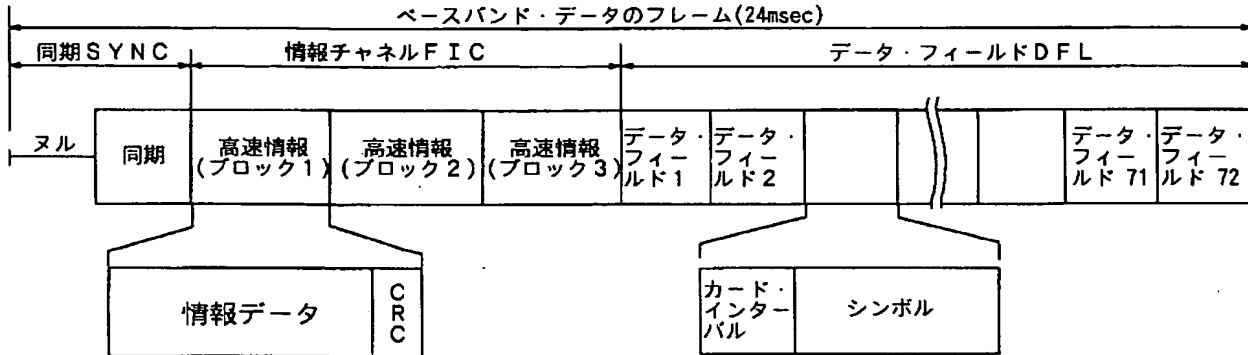 ベースバンド・データのフレーム(24msec)
同期SYNC
情報チャネルFIC
データ・フィールドDFL
ヌル
同期
高速情報
(ブロック1)
高速情報
(ブロック2)
高速情報
(ブロック3)
データ・
フィー
ルド1
データ・
フィー
ルド2
データ・
フィー
ルド 71
データ・
フィー
ルド 72
情報データ
C
R
C
カード・
インター
バル
シンボル